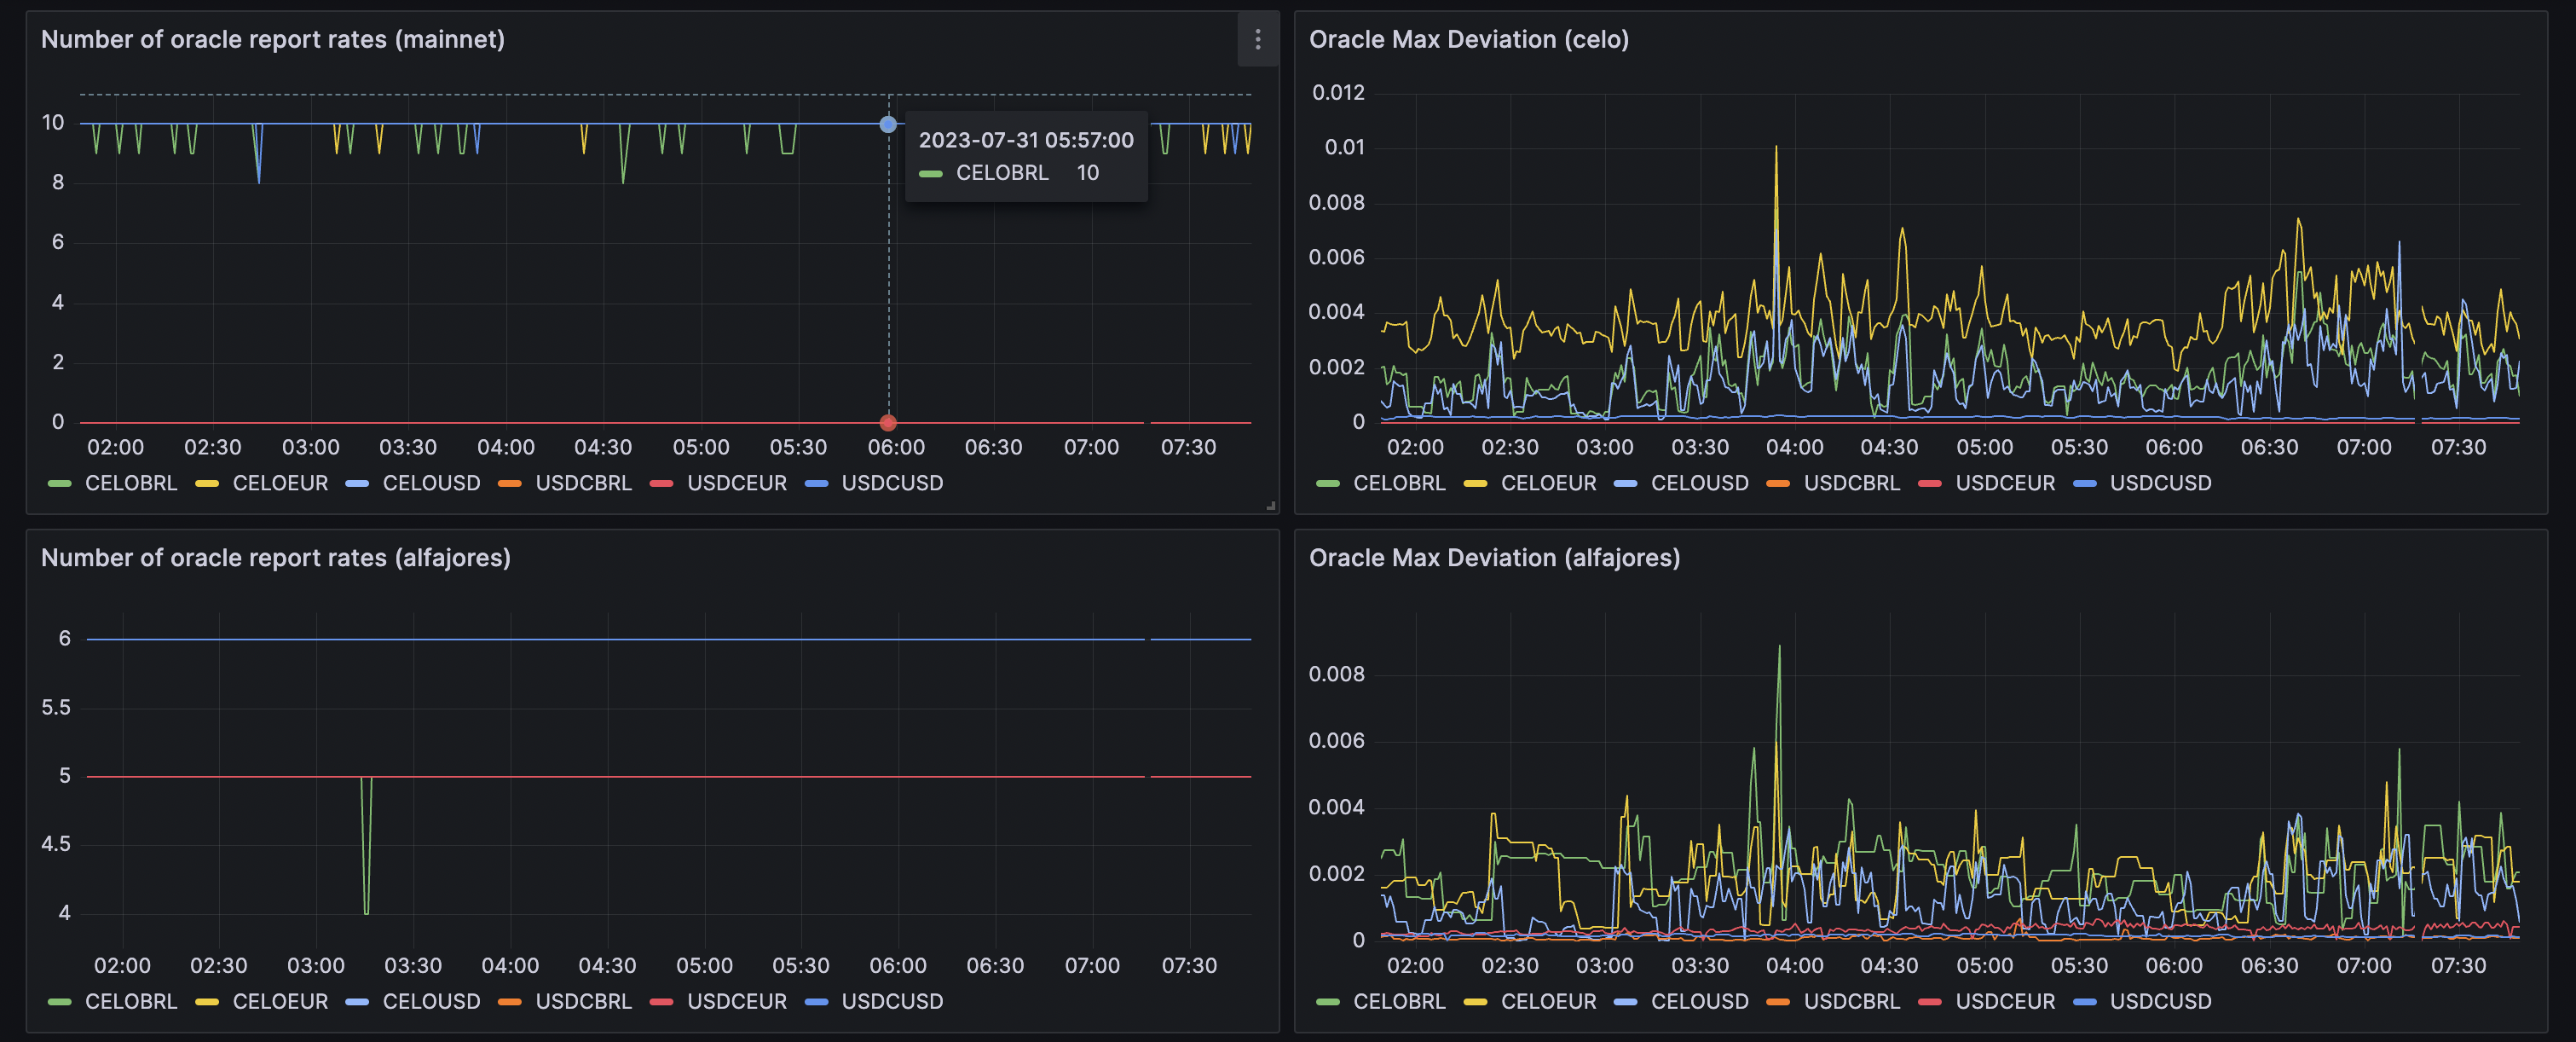 Number of oracle report rates (mainnet)
10
8
6
4
2
0
2023-07-31 05:57:00
CELOBRL 10
02:00 02:30 03:00 03:30 04:00 04:30 05:00 05:30 06:00 06:30 07:00 07:30
CELOBRL CELOEUR CELOUSD USDCBRL USDCEUR USDCUSD
Oracle Max Deviation (celo)
0.012
0.01
0.008
0.006
0.004
0.002
0
02:00 02:30 03:00 03:30 04:00 04:30 05:00 05:30 06:00 06:30 07:00 07:30
CELOBRL CELOEUR CELOUSD USDCBRL USDCEUR USDCUSD
Number of oracle report rates (alfajores)
6
5.5
5
4.5
4
02:00 02:30 03:00 03:30 04:00 04:30 05:00 05:30 06:00 06:30 07:00 07:30
CELOBRL CELOEUR CELOUSD USDCBRL USDCEUR USDCUSD
Oracle Max Deviation (alfajores)
0.008
0.006
0.004
0.002
0
02:00 02:30 03:00 03:30 04:00 04:30 05:00 05:30 06:00 06:30 07:00 07:30
CELOBRL CELOEUR CELOUSD USDCBRL USDCEUR USDCUSD